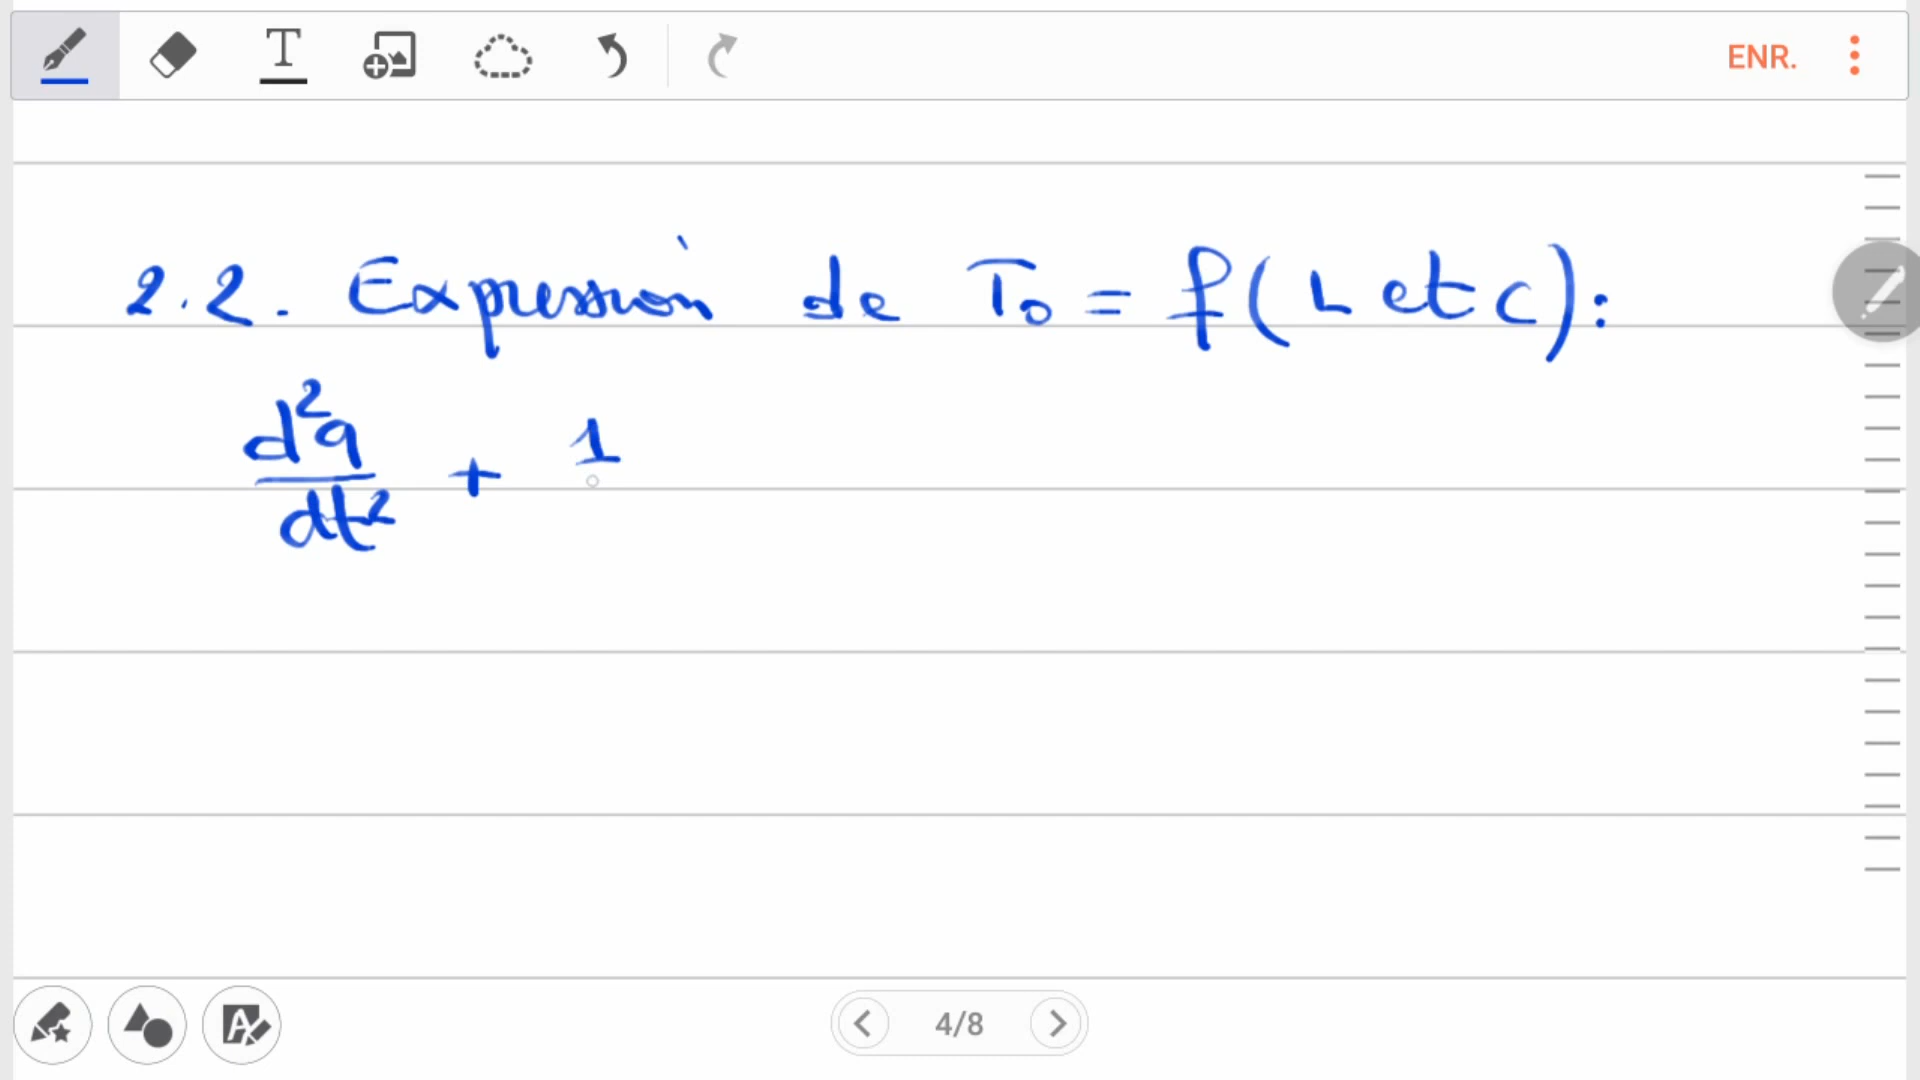 T
ENR.
2.2. Expression de T₀ = f(L et C):
d²q/dt² + 1
4/8